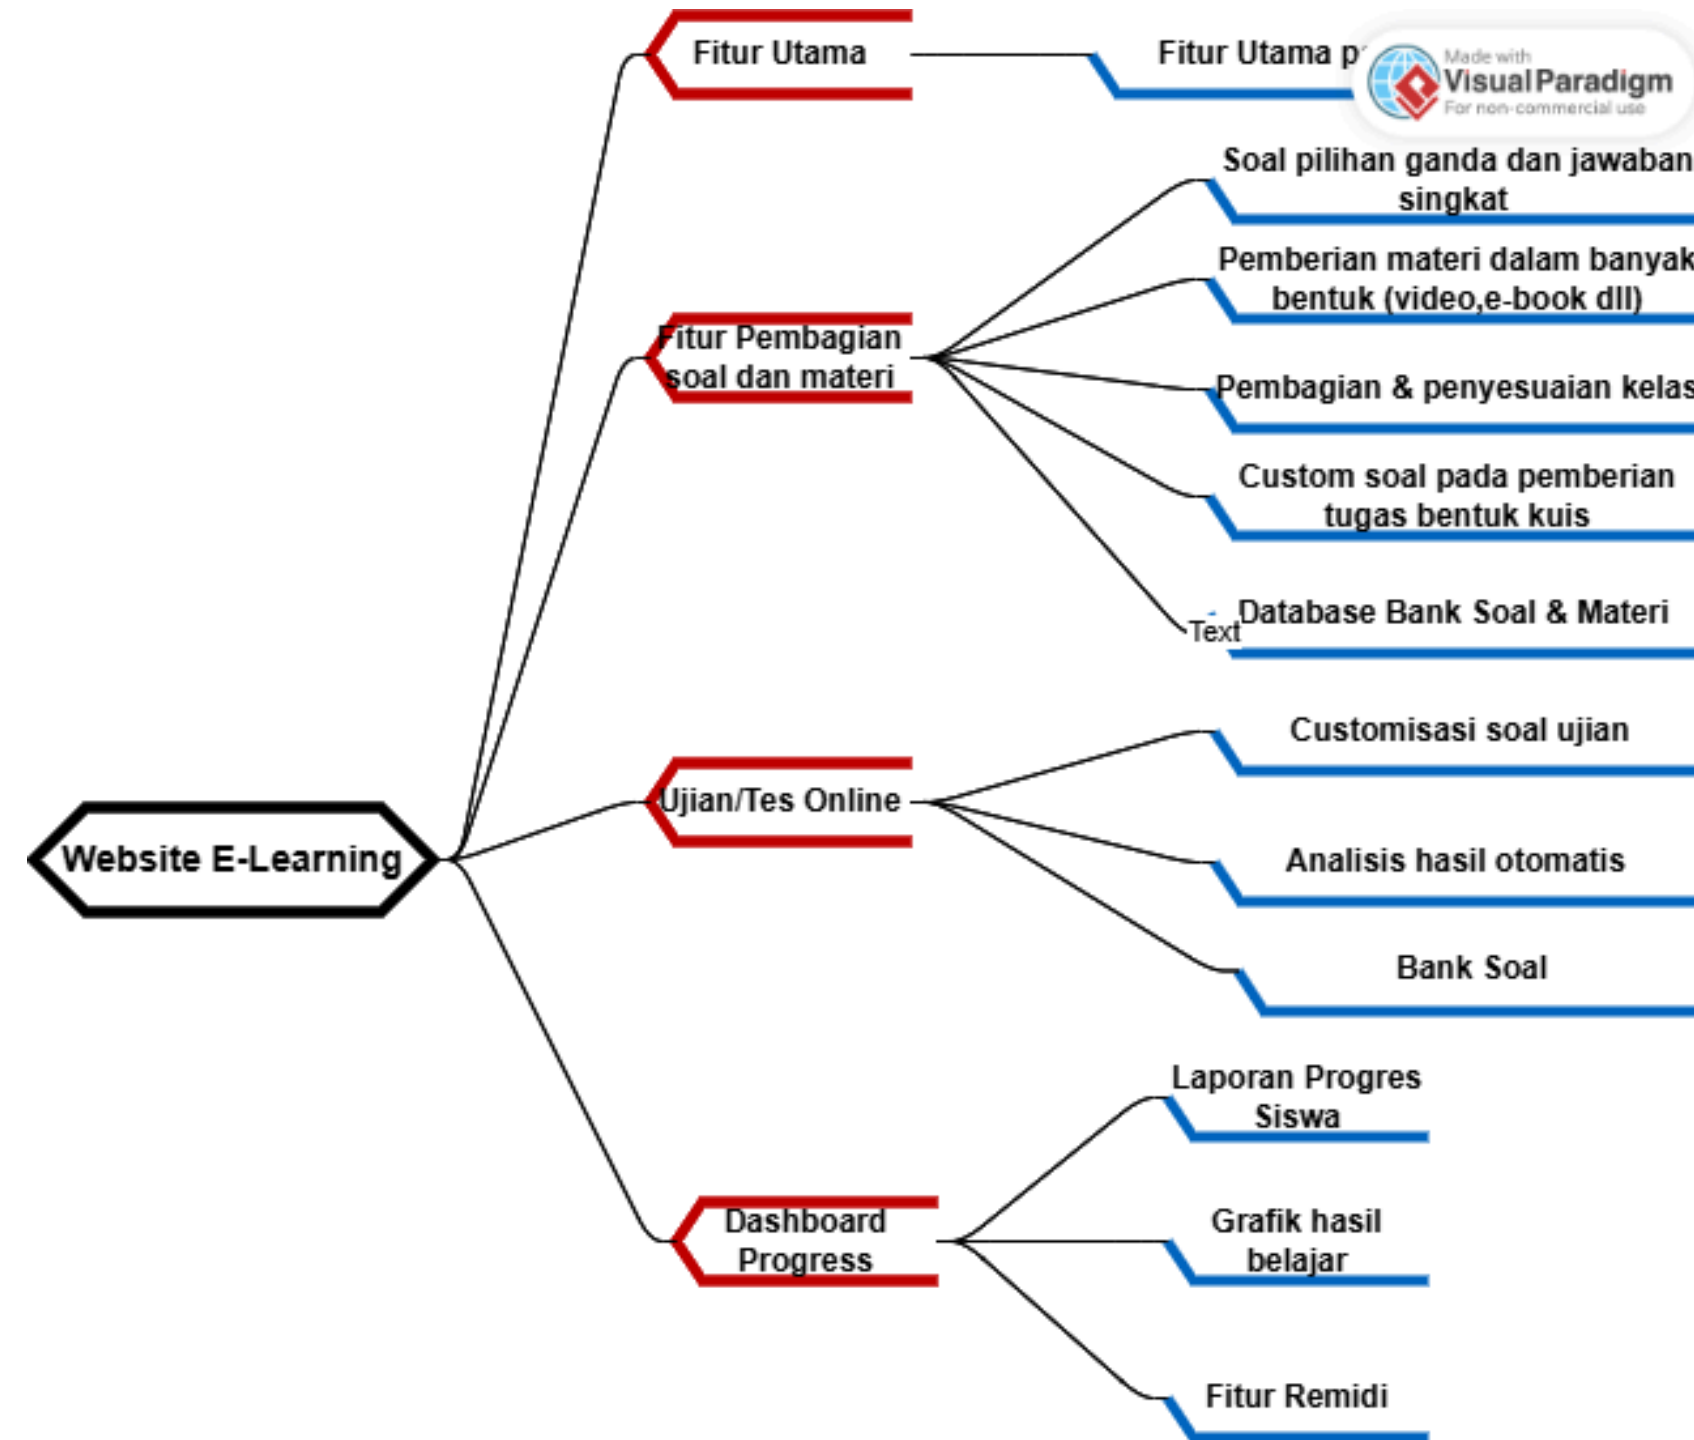 Fitur Utama
Fitur Utama
Made with
Visual Paradigm
For non-commercial use
Soal pilihan ganda dan jawaban
singkat
Pemberian materi dalam banyak
bentuk (video,e-book dll)
Fitur Pembagian
soal dan materi
Pembagian & penyesuaian kelas
Custom soal pada pemberian
tugas bentuk kuis
Database Bank Soal & Materi
Text
Customisasi soal ujian
Ujian/Tes Online
Website E-Learning
Analisis hasil otomatis
Bank Soal
Laporan Progres
Siswa
Dashboard
Progress
Grafik hasil
belajar
Fitur Remidi